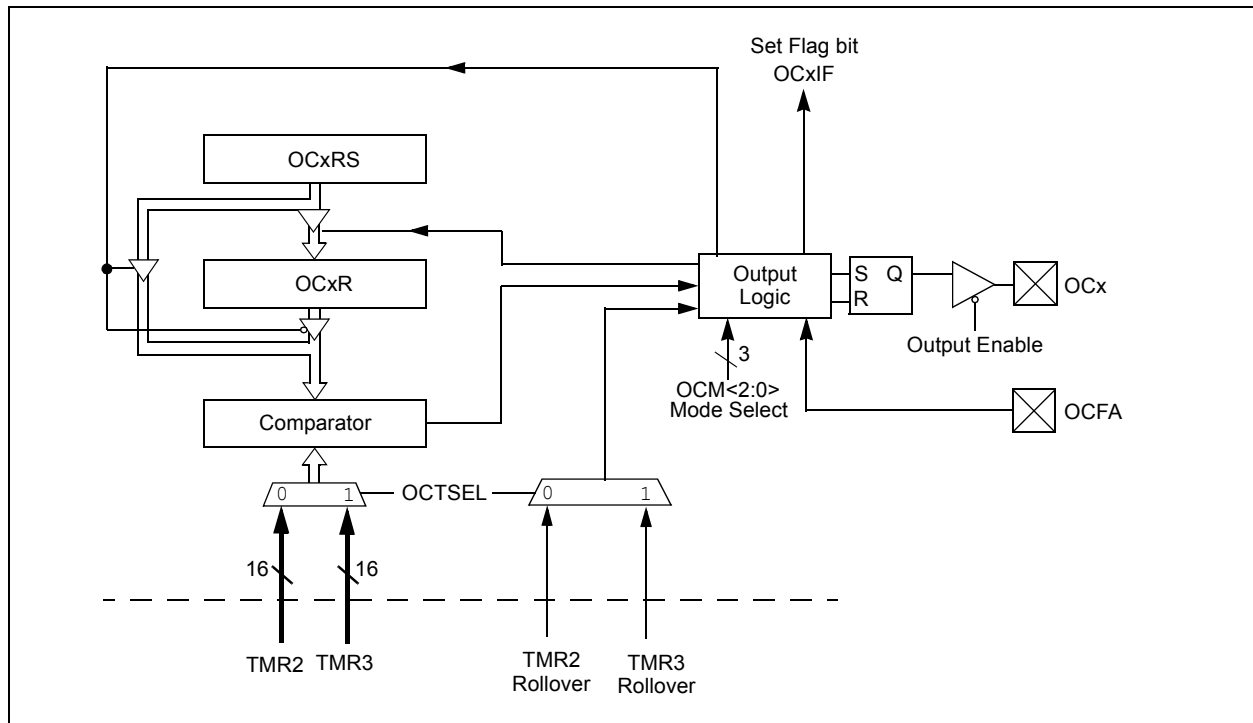 Set Flag bit
OCxIF
OCxRS
OCxR
Output
Logic
S Q
R
OCx
Output Enable
3
OCM<2:0>
Mode Select
OCFA
Comparator
0 1
OCTSEL
0 1
16
16
TMR2
TMR3
TMR2
Rollover
TMR3
Rollover